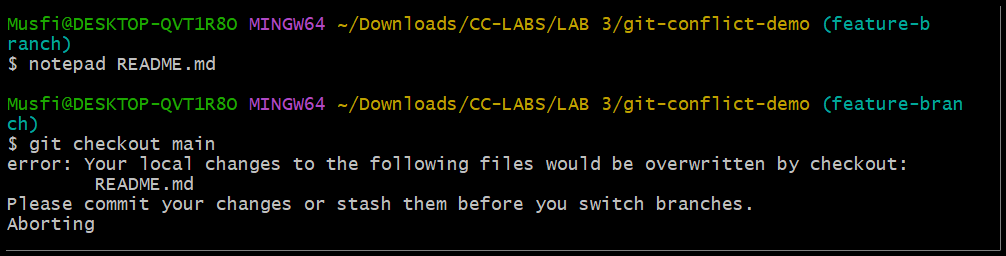 Musfi@DESKTOP-QVT1R8O MINGW64 ~/Downloads/CC-LABS/LAB 3/git-conflict-demo (feature-b
ranch)
$ notepad README.md
Musfi@DESKTOP-QVT1R8O MINGW64 ~/Downloads/CC-LABS/LAB 3/git-conflict-demo (feature-bran
ch)
$ git checkout main
error: Your local changes to the following files would be overwritten by checkout:
        README.md
Please commit your changes or stash them before you switch branches.
Aborting